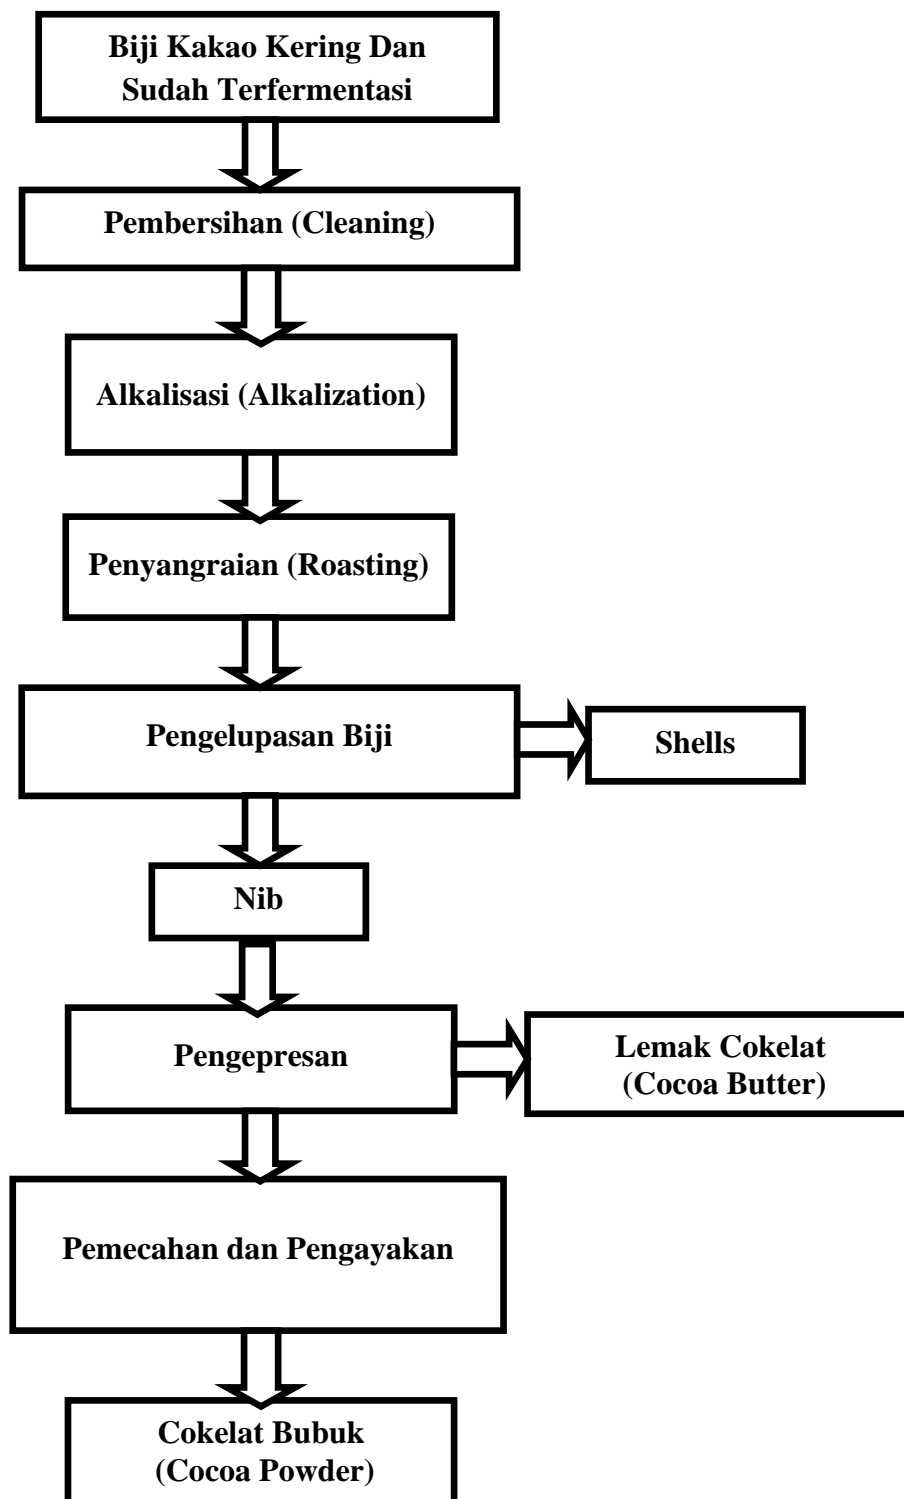 Biji Kakao Kering Dan
Sudah Terfermentasi
Pembersihan (Cleaning)
Alkalisasi (Alkalization)
Penyangraian (Roasting)
Pengelupasan Biji
Shells
Nib
Pengepresan
Lemak Cokelat
(Cocoa Butter)
Pemecahan dan Pengayakan
Cokelat Bubuk
(Cocoa Powder)